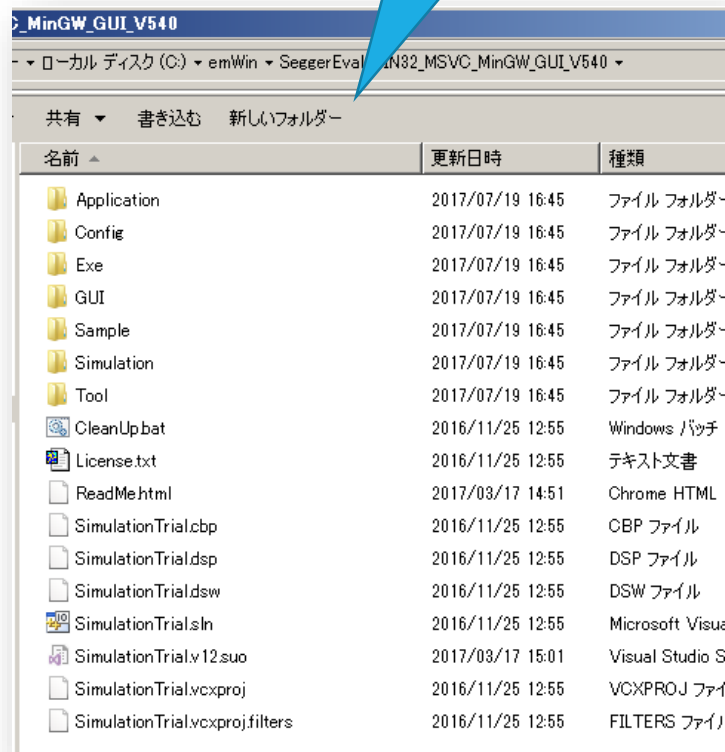 C_MinGW_GUI_V540
ローカル ディスク (C:) emWin SeggerEval IN32_MSVC_MinGW_GUI_V540
共有 書き込む 新しいフォルダー
名前 更新日時 種類
Application 2017/07/19 16:45 ファイル フォルダー
Config 2017/07/19 16:45 ファイル フォルダー
Exe 2017/07/19 16:45 ファイル フォルダー
GUI 2017/07/19 16:45 ファイル フォルダー
Sample 2017/07/19 16:45 ファイル フォルダー
Simulation 2017/07/19 16:45 ファイル フォルダー
Tool 2017/07/19 16:45 ファイル フォルダー
CleanUp.bat 2016/11/25 12:55 Windows バッチ
License.txt 2016/11/25 12:55 テキスト文書
ReadMe.html 2017/03/17 14:51 Chrome HTML
SimulationTrial.cbp 2016/11/25 12:55 CBP ファイル
SimulationTrial.dsp 2016/11/25 12:55 DSP ファイル
SimulationTrial.dsw 2016/11/25 12:55 DSW ファイル
SimulationTrial.sln 2016/11/25 12:55 Microsoft Visua
SimulationTrial.v12.suo 2017/03/17 15:01 Visual Studio S
SimulationTrial.vcxproj 2016/11/25 12:55 VCXPROJ ファイ
SimulationTrial.vcxproj.filters 2016/11/25 12:55 FILTERS ファイル